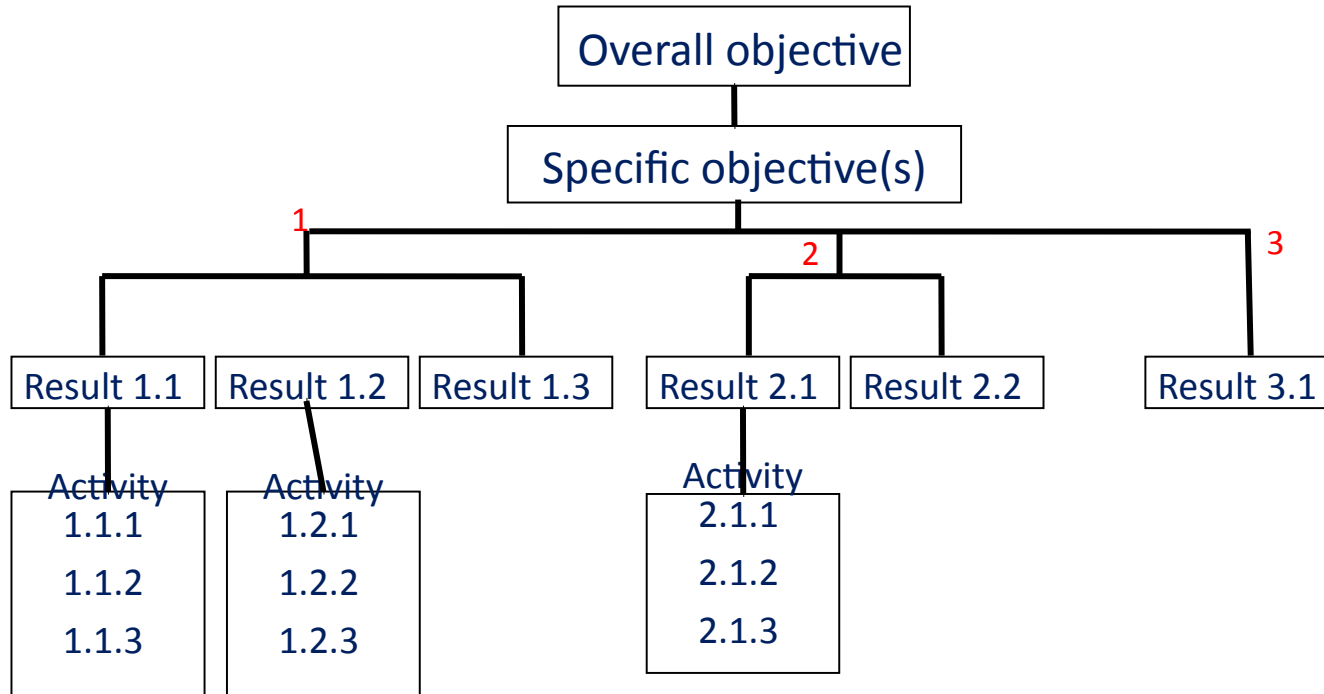 Overall objective
Specific objective(s)
1
2
3
Result 1.1
Result 1.2
Result 1.3
Result 2.1
Result 2.2
Result 3.1
Activity
1.1.1
1.1.2
1.1.3
Activity
1.2.1
1.2.2
1.2.3
Activity
2.1.1
2.1.2
2.1.3